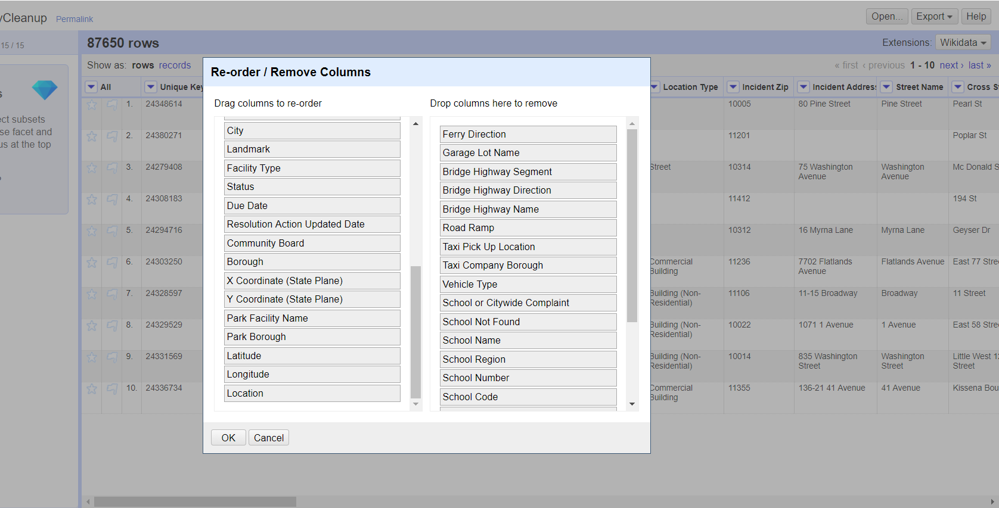 yCleanup Permalink
Open... Export Help
15 / 15
87650 rows
Extensions: Wikidata
Show as: rows records
« first ‹ previous 1 - 10 next › last »
ect subsets
se facet and
us at the top
All Unique Key Location Type Incident Zip Incident Address Street Name Cross S
1. 24348614 10005 80 Pine Street Pine Street Pearl St
2. 24380271 11201 Poplar St
3. 24279408 Street 10314 75 Washington Avenue Washington Avenue Mc Donald S
4. 24308183 11412 194 St
5. 24294716 10312 16 Myrna Lane Myrna Lane Geyser Dr
6. 24303250 Commercial Building 11236 7702 Flatlands Avenue Flatlands Avenue East 77 Stre
7. 24328597 Building (Non-Residential) 11106 11-15 Broadway Broadway 11 Street
8. 24329529 Building (Non-Residential) 10022 1071 1 Avenue 1 Avenue East 58 Stre
9. 24331569 Building (Non-Residential) 10014 835 Washington Street Washington Street Little West 12 Street
10. 24336734 Commercial Building 11355 136-21 41 Avenue 41 Avenue Kissena Bou
Re-order / Remove Columns
Drag columns to re-order
City
Landmark
Facility Type
Status
Due Date
Resolution Action Updated Date
Community Board
Borough
X Coordinate (State Plane)
Y Coordinate (State Plane)
Park Facility Name
Park Borough
Latitude
Longitude
Location
Drop columns here to remove
Ferry Direction
Garage Lot Name
Bridge Highway Segment
Bridge Highway Direction
Bridge Highway Name
Road Ramp
Taxi Pick Up Location
Taxi Company Borough
Vehicle Type
School or Citywide Complaint
School Not Found
School Name
School Region
School Number
School Code
OK Cancel